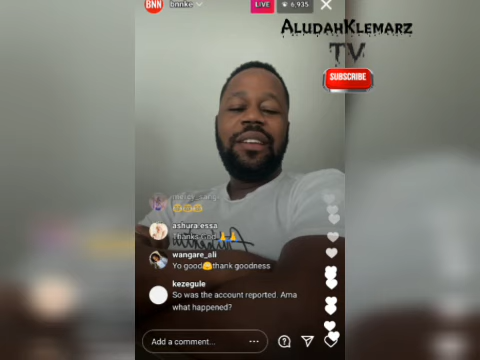 BNN
bnnke
LIVE
6,935
ALUDAHKLEMARZ
TV
SUBSCRIBE
ashura.essa
Thanks God
wangare_ali
Yo good thank goodness
kezegule
So was the account reported. Ama
what happened?
Add a comment...